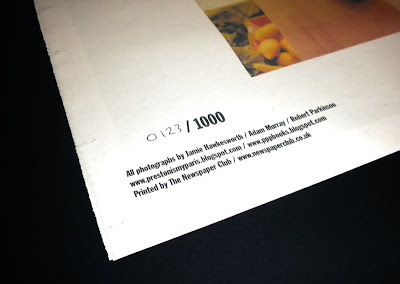 0123 / 1000
All photographs by Jamie Hawkesworth / Adam Murray / Robert Parkinson
www.prestonismyparis.blogspot.com / www.pppbooks.blogspot.com
Printed by The Newspaper Club / www.newspaperclub.co.uk